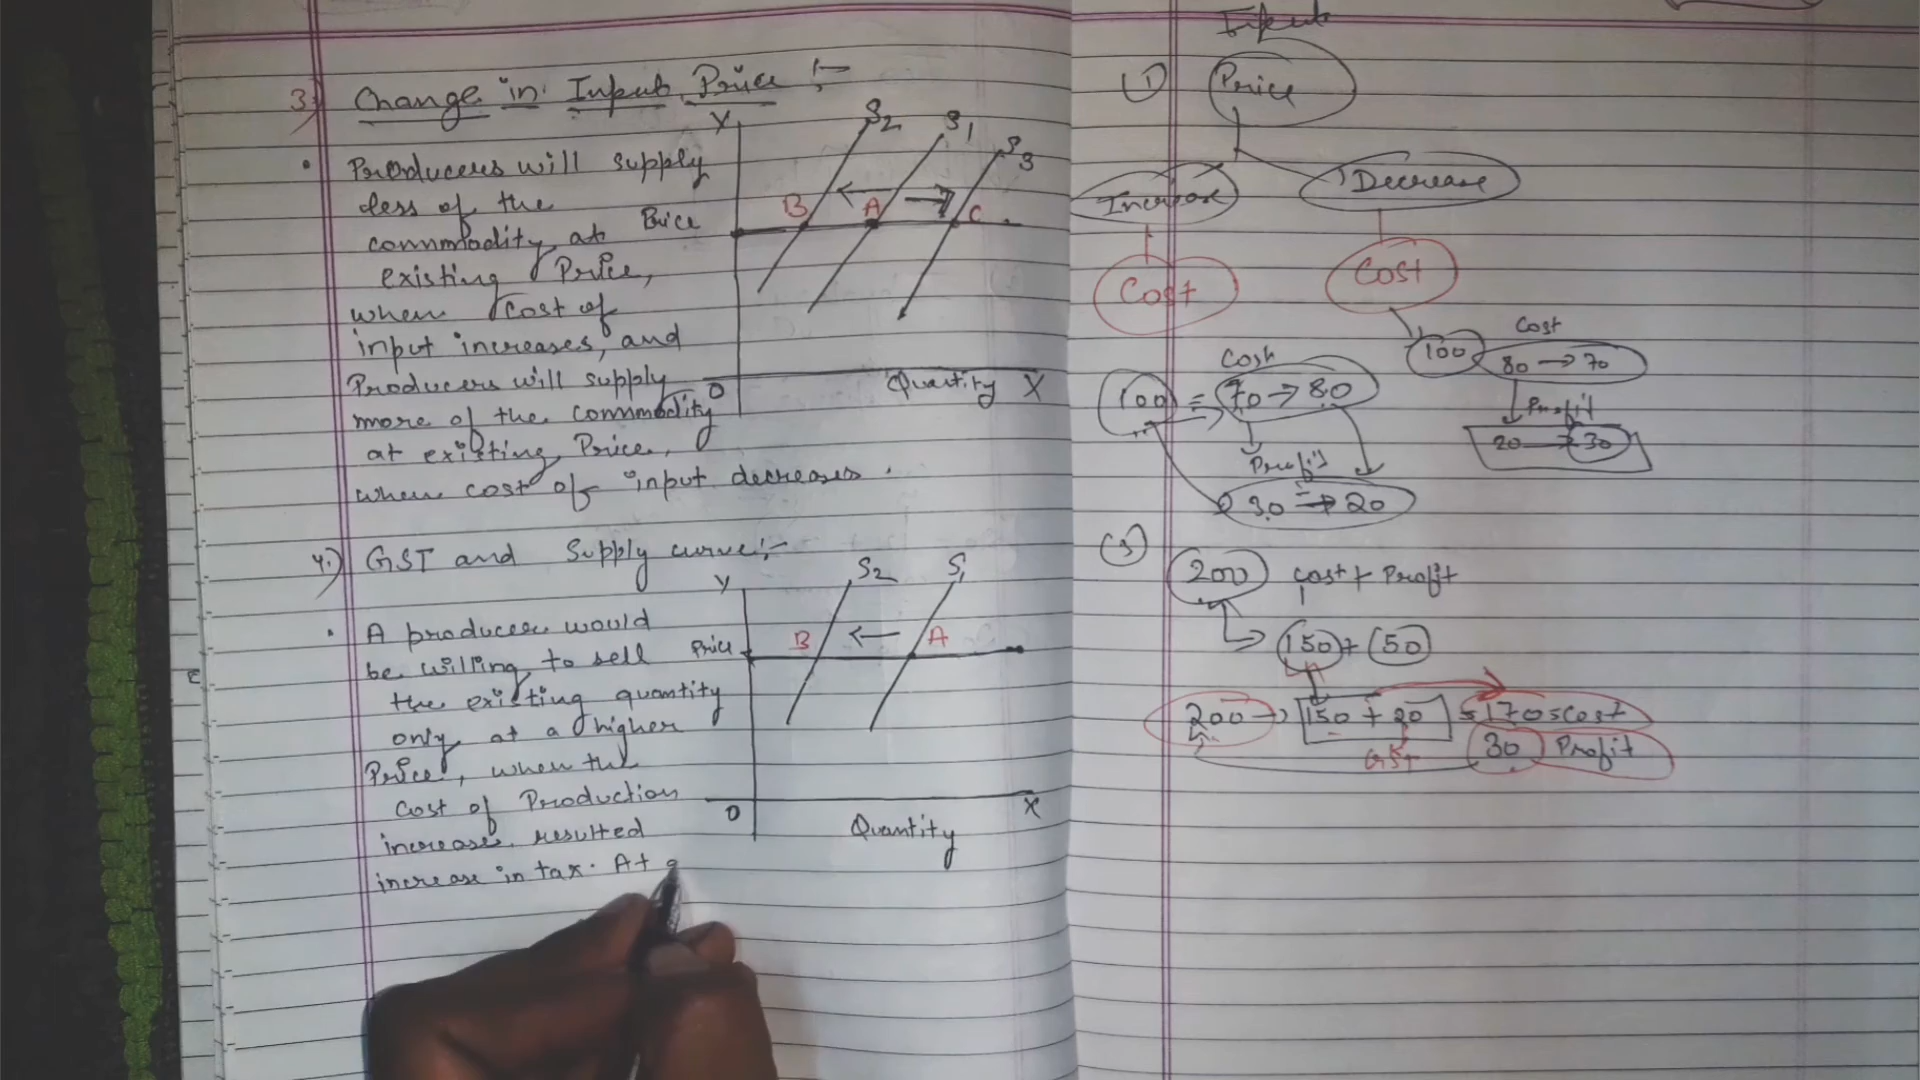 3.) Change in Input Price :-
• Producers will supply
less of the
commodity at
existing Price,
when cost of
input increases, and
Producers will supply
more of the commodity
at existing Price,
when cost of input decreases.
Y
S2
S1
S3
Price
B
A
C
O
Quantity X
4.) GST and Supply curve :-
• A producer would
be willing to sell
the existing quantity
only at a higher
Price, when the
Cost of Production
increases, resulted
increase in tax. At
Y
S2
S1
Price
B
A
O
X
Quantity
Input
(1) Price
Increase
Decrease
Cost
Cost
Cost
100 = 70 → 80
Profit
30 → 20
Cost
100 80 → 70
Profit
20 → 30
200 cost + Profit
150 + 50
200 → 150 + 20 = 170 = cost
GST
30 Profit